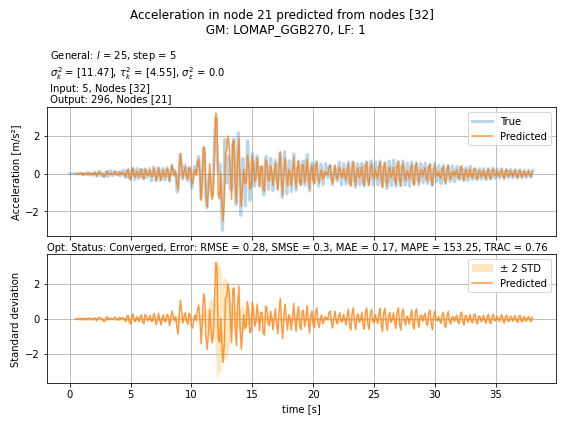 Acceleration in node 21 predicted from nodes [32]
GM: LOMAP_GGB270, LF: 1
General: l = 25, step = 5
σ²ₖ = [11.47], τ²ₖ = [4.55], σ²ε = 0.0
Input: 5, Nodes [32]
Output: 296, Nodes [21]
True
Predicted
Acceleration [m/s²]
2
0
−2
Opt. Status: Converged, Error: RMSE = 0.28, SMSE = 0.3, MAE = 0.17, MAPE = 153.25, TRAC = 0.76
± 2 STD
Predicted
Standard deviation
2
0
−2
0 5 10 15 20 25 30 35
time [s]